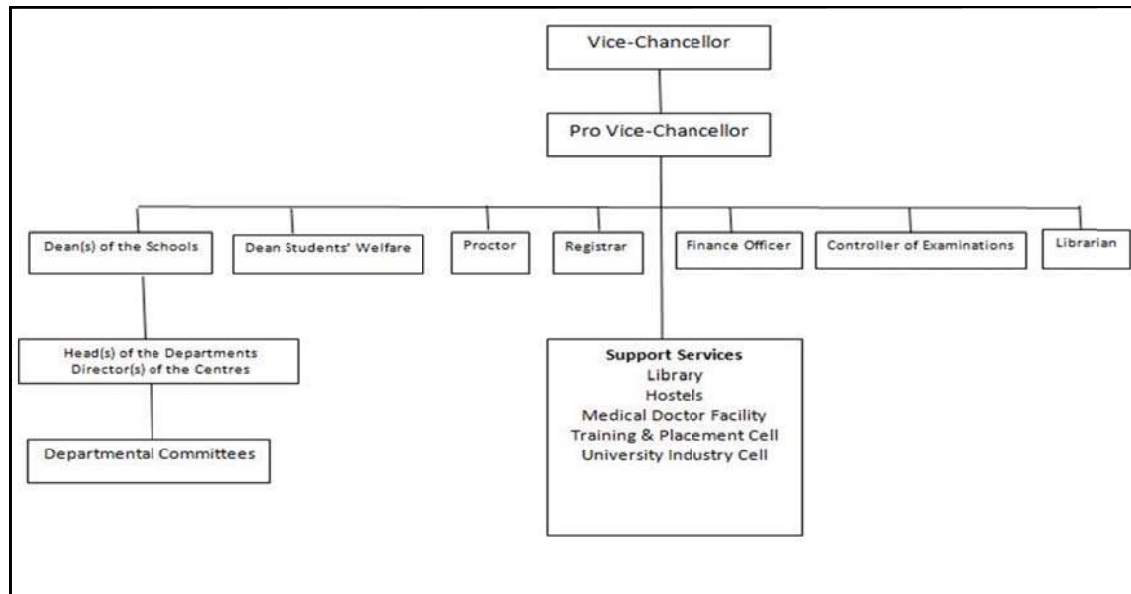 Vice-Chancellor
Pro Vice-Chancellor
Dean(s) of the Schools
Dean Students' Welfare
Proctor
Registrar
Finance Officer
Controller of Examinations
Librarian
Head(s) of the Departments
Director(s) of the Centres
Departmental Committees
Support Services
Library
Hostels
Medical Doctor Facility
Training & Placement Cell
University Industry Cell